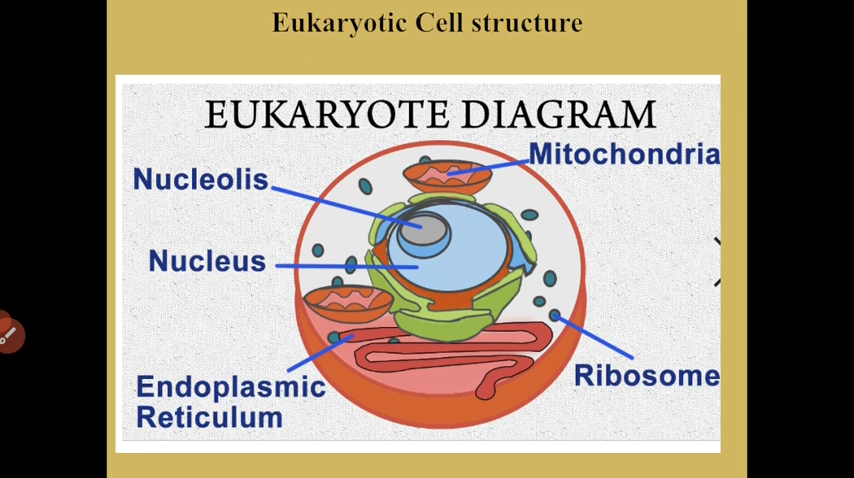 Eukaryotic Cell structure
EUKARYOTE DIAGRAM
Mitochondria
Nucleolis
Nucleus
Ribosome
Endoplasmic
Reticulum